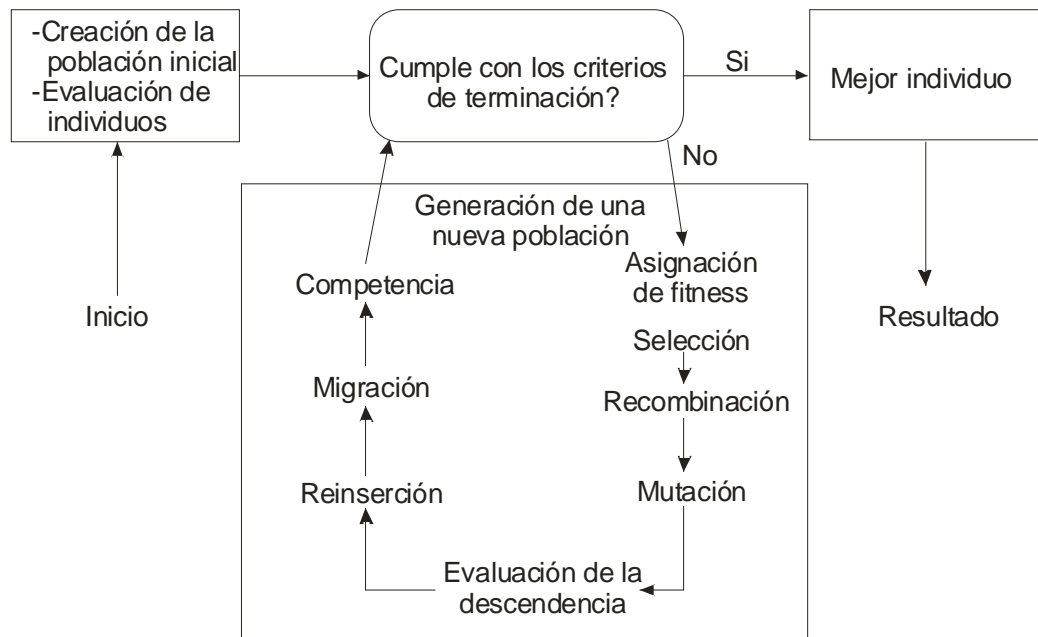 -Creación de la
población inicial
-Evaluación de
individuos
Cumple con los criterios
de terminación?
Si
Mejor individuo
No
Generación de una
nueva población
Asignación
de fitness
Competencia
Inicio
Resultado
Selección
Migración
Recombinación
Reinserción
Mutación
Evaluación de la
descendencia